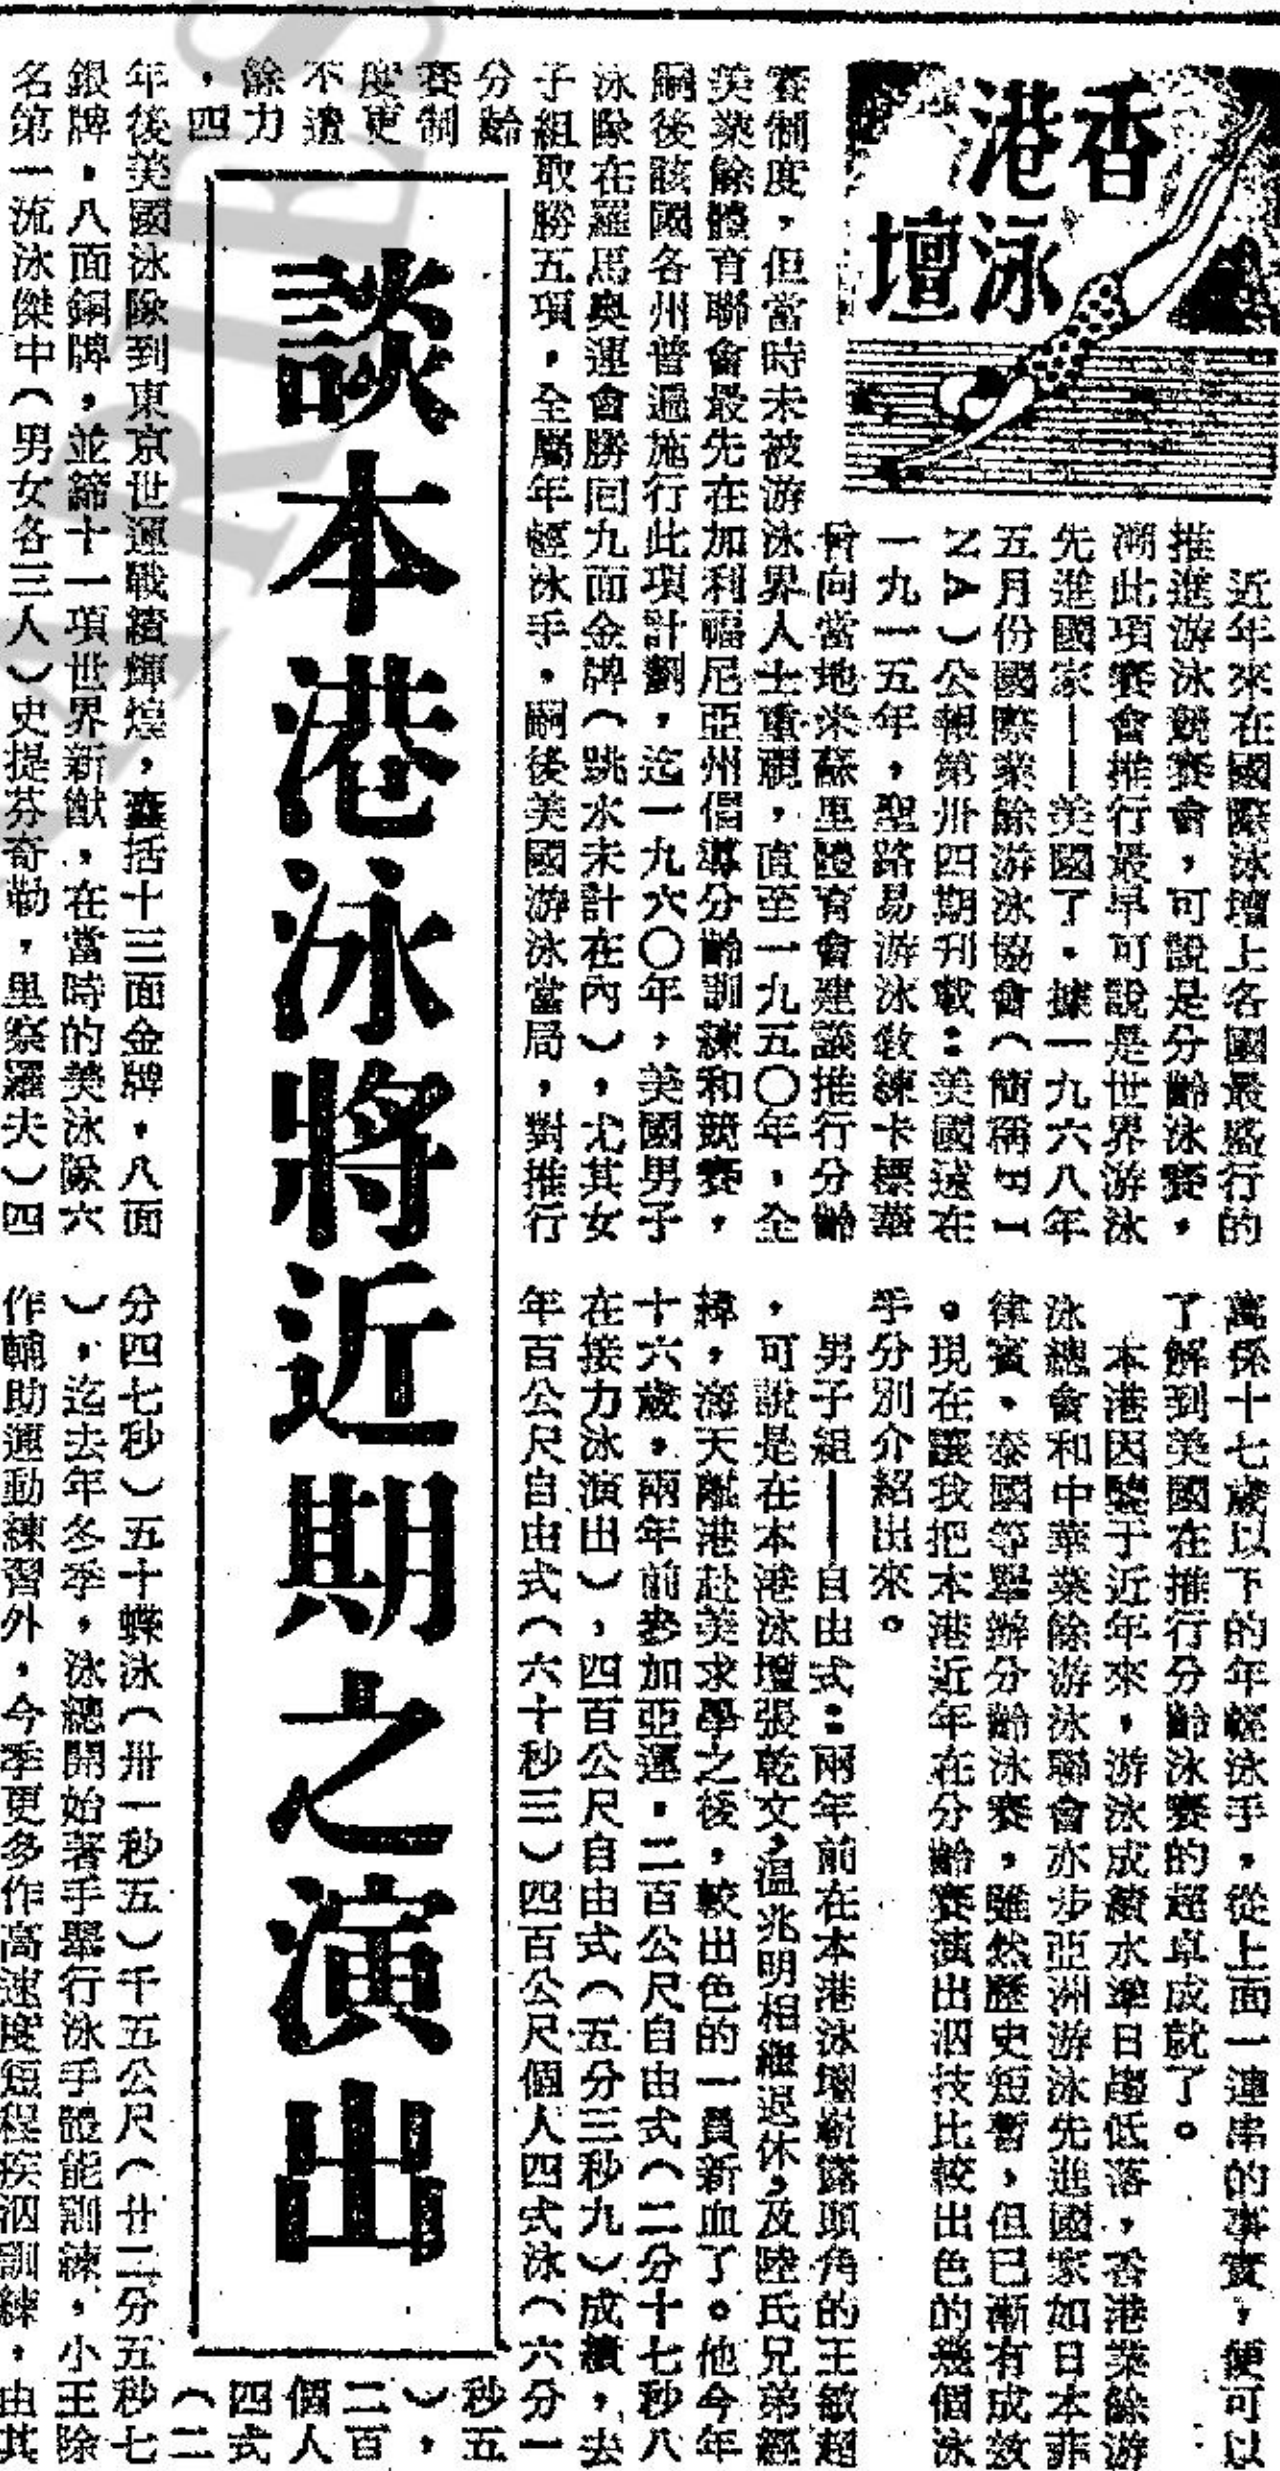 香港
泳壇
談本港泳將近期之演出
近年來在國際泳壇上各國最盛行的
推進游泳競賽會，可說是分齡泳賽，
溯此項賽會推行最早可說是世界游泳
先進國家——美國了。據一九六八年
五月份國際業餘游泳協會（簡稱FI
NA）公報第卅四期刊載：美國遠在
一九一五年，聖路易游泳教練卡標華
曾向當地米蘇里體育會建議推行分齡
賽制度，但當時未被游泳界人士重視，直至一九五〇年，全
美業餘體育聯會最先在加利福尼亞州倡導分齡訓練和競賽，
嗣後該國各州普遍施行此項計劃，迄一九六〇年，美國男子
泳隊在羅馬奧運會勝回九面金牌（跳水未計在內），尤其女
子組取勝五項，全屬年輕泳手。嗣後美國游泳當局，對推行
分齡
賽制
度更
不遺
餘力
，四
年後美國泳隊到東京世運戰績輝煌，囊括十三面金牌，八面
銀牌，八面銅牌，並締十一項世界新猷，在當時的美泳隊六
名第一流泳傑中（男女各三人）史提芬奇勒，里察羅夫）四
萬係十七歲以下的年輕泳手，從上面一連串的事實，便可以
了解到美國在推行分齡泳賽的超卓成就了。
本港因鑒于近年來，游泳成績水準日趨低落，香港業餘游
泳總會和中華業餘游泳聯會亦步亞洲游泳先進國家如日本菲
律賓，泰國等舉辦分齡泳賽，雖然歷史短暫，但已漸有成效
。現在讓我把本港近年在分齡賽演出泅技比較出色的幾個泳
手分別介紹出來。
男子組——自由式：兩年前在本港泳壇嶄露頭角的王敏超
，可說是在本港泳壇張乾文，溫兆明相繼退休，及陸氏兄弟經
緯，海天離港赴美求學之後，較出色的一員新血了。他今年
十六歲，兩年前參加亞運，二百公尺自由式（二分十七秒八
在接力泳演出），四百公尺自由式（五分三秒九）成績，去
年百公尺自由式（六十秒三）四百公尺個人四式泳（六分一
秒五
），
二百
個人
四式
（二
分四七秒）五十蝶泳（卅一秒五）千五公尺（廿二分五秒七
），迄去年冬季，泳總開始著手舉行泳手體能訓練，小王除
作輔助運動練習外，今季更多作高速度短程疾泅訓練，由其